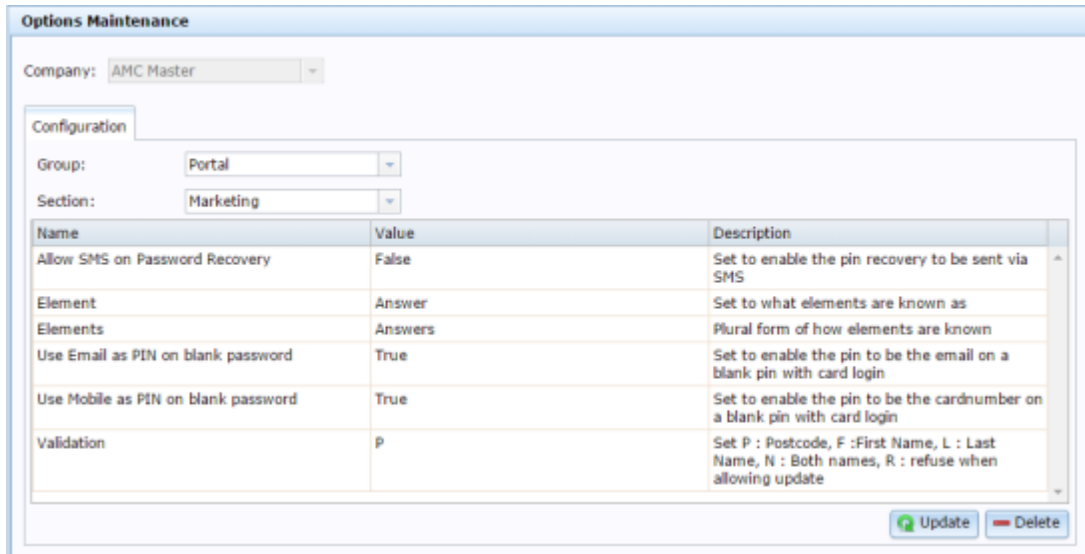 Options Maintenance
Company: AMC Master
Configuration
Group: Portal
Section: Marketing
Name Value Description
Allow SMS on Password Recovery False Set to enable the pin recovery to be sent via
SMS
Element Answer Set to what elements are known as
Elements Answers Plural form of how elements are known
Use Email as PIN on blank password True Set to enable the pin to be the email on a
blank pin with card login
Use Mobile as PIN on blank password True Set to enable the pin to be the cardnumber on
a blank pin with card login
Validation P Set P : Postcode, F :First Name, L : Last
Name, N : Both names, R : refuse when
allowing update
Update Delete